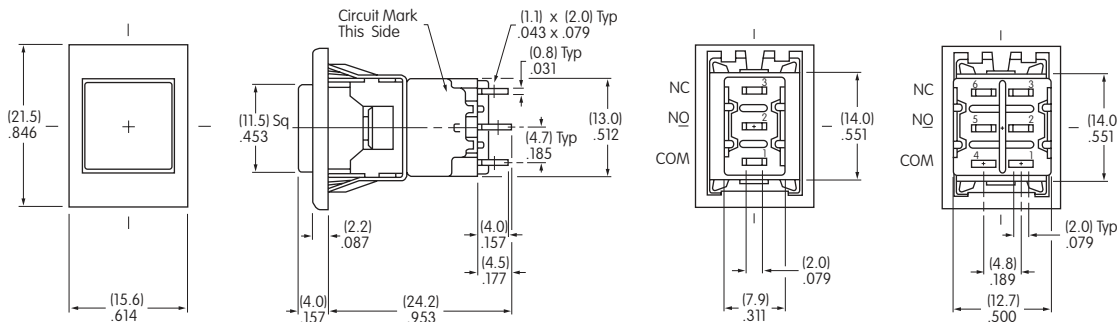 (21.5)
.846
(15.6)
.614
Circuit Mark
This Side
(1.1) x (2.0) Typ
.043 x .079
(0.8) Typ
.031
(11.5) Sq
.453
(13.0)
.512
(4.7) Typ
.185
(2.2)
.087
(4.0)
.157
(4.5)
.177
(4.0)
.157
(24.2)
.953
NC
NO
COM
3
2
1
(14.0)
.551
(2.0)
.079
(7.9)
.311
NC
NO
COM
6
3
5
2
4
1
(14.0
.551
(2.0) Typ
.079
(4.8)
.189
(12.7)
.500